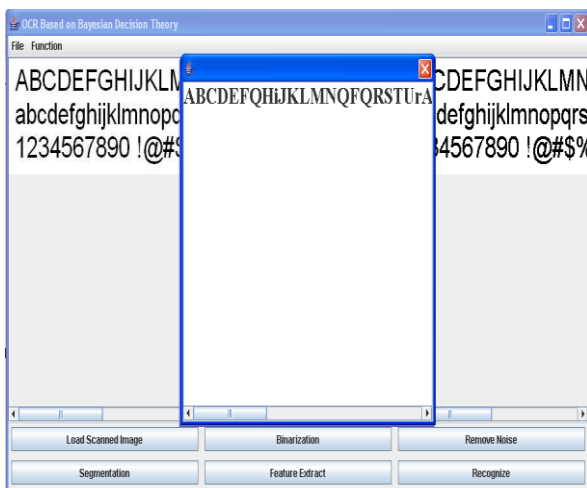 OCR Based on Bayesian Decision Theory
File Function
ABCDEFGHIJKLM
abcdefghijklmnopq
1234567890 !@#$
ABCDEFQHiJKLMNQFQRSTUrA
CDEFGHIJKLMN
defghijklmnopqrs
34567890 !@#$%
Load Scanned Image Binarization Remove Noise
Segmentation Feature Extract Recognize